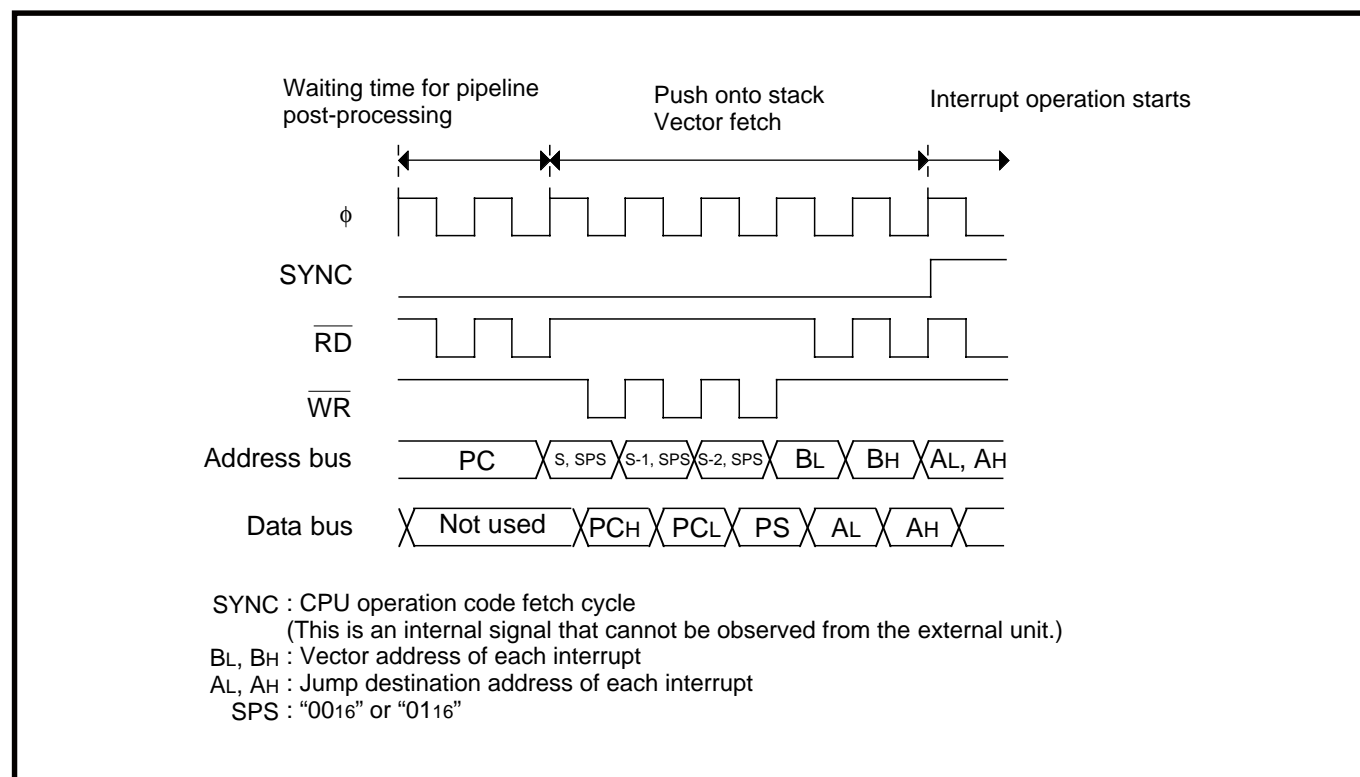 Waiting time for pipeline
post-processing
Push onto stack
Vector fetch
Interrupt operation starts
φ
SYNC
RD
WR
Address bus
PC
S, SPS
S-1, SPS
S-2, SPS
BL
BH
AL, AH
Data bus
Not used
PCH
PCL
PS
AL
AH
SYNC : CPU operation code fetch cycle
(This is an internal signal that cannot be observed from the external unit.)
BL, BH : Vector address of each interrupt
AL, AH : Jump destination address of each interrupt
SPS : “0016” or “0116”